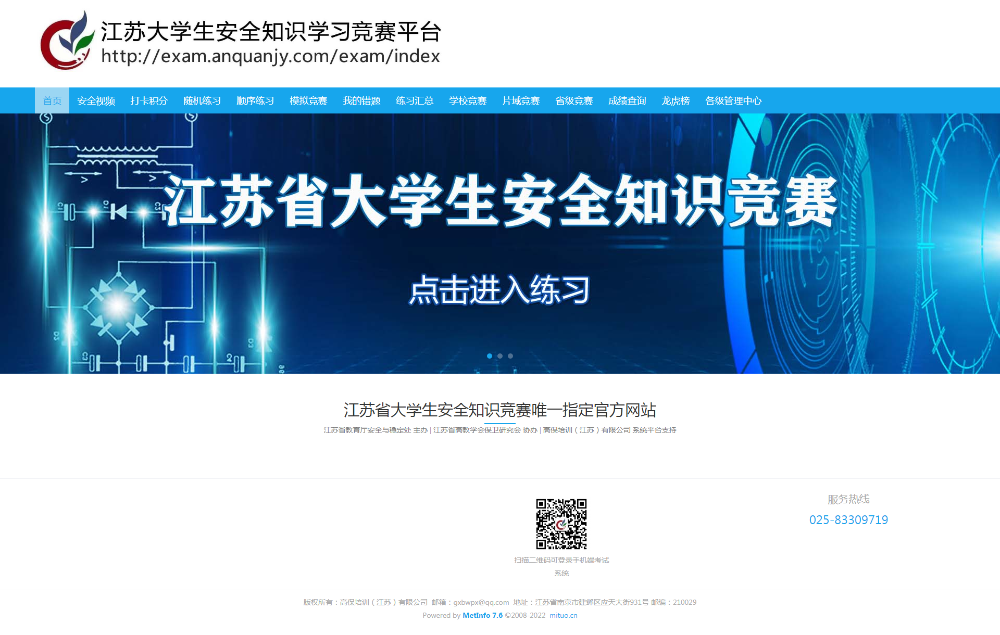 江苏大学生安全知识学习竞赛平台
http://exam.anquanjy.com/exam/index
首页 安全视频 打卡积分 随机练习 顺序练习 模拟竞赛 我的错题 练习汇总 学校竞赛 片域竞赛 省级竞赛 成绩查询 龙虎榜 各级管理中心
江苏省大学生安全知识竞赛
点击进入练习
江苏省大学生安全知识竞赛唯一指定官方网站
江苏省教育厅安全与稳定处 主办 | 江苏省高教学会保卫研究会 协办 | 高保培训（江苏）有限公司 系统平台支持
服务热线
025-83309719
扫描二维码可登录手机端考试
系统
版权所有：高保培训（江苏）有限公司 邮箱：gxbwpx@qq.com 地址：江苏省南京市建邺区应天大街931号 邮编：210029
Powered by MetInfo 7.6 ©2008-2022 mituo.cn